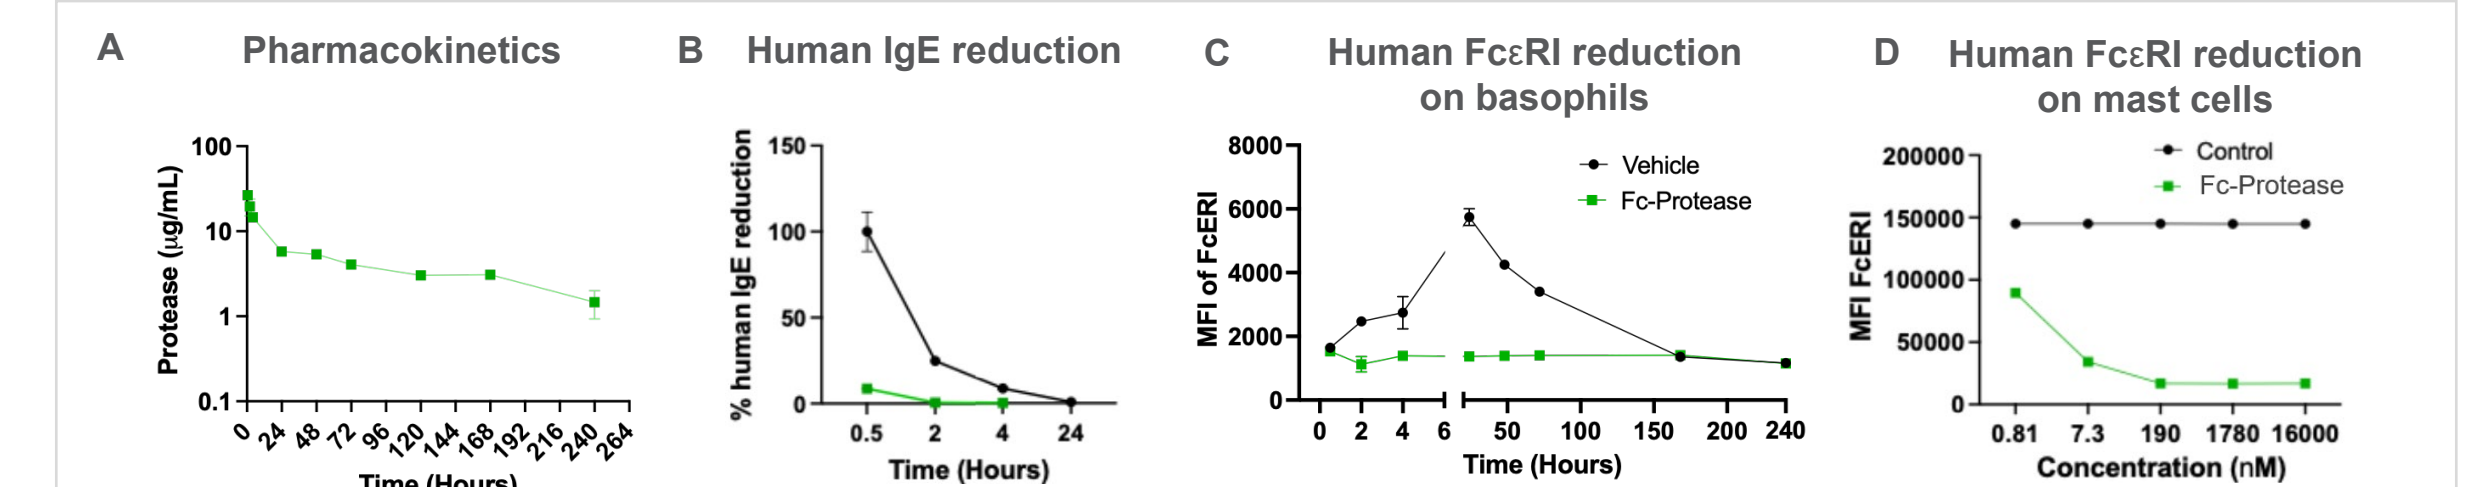 A
Pharmacokinetics
Protease (µg/mL)
100
10
1
0.1
0
24
48
72
96
120
144
168
192
216
240
264
Time (Hours)
B
Human IgE reduction
% human IgE reduction
150
100
50
0
0.5
2
4
24
Time (Hours)
C
Human FcεRI reduction
on basophils
Vehicle
Fc-Protease
MFI of FcERI
8000
6000
4000
2000
0
0
2
4
6
50
100
150
200
240
Time (Hours)
D
Human FcεRI reduction
on mast cells
Control
Fc-Protease
MFI FcERI
200000
150000
100000
50000
0
0.81
7.3
190
1780
16000
Concentration (nM)